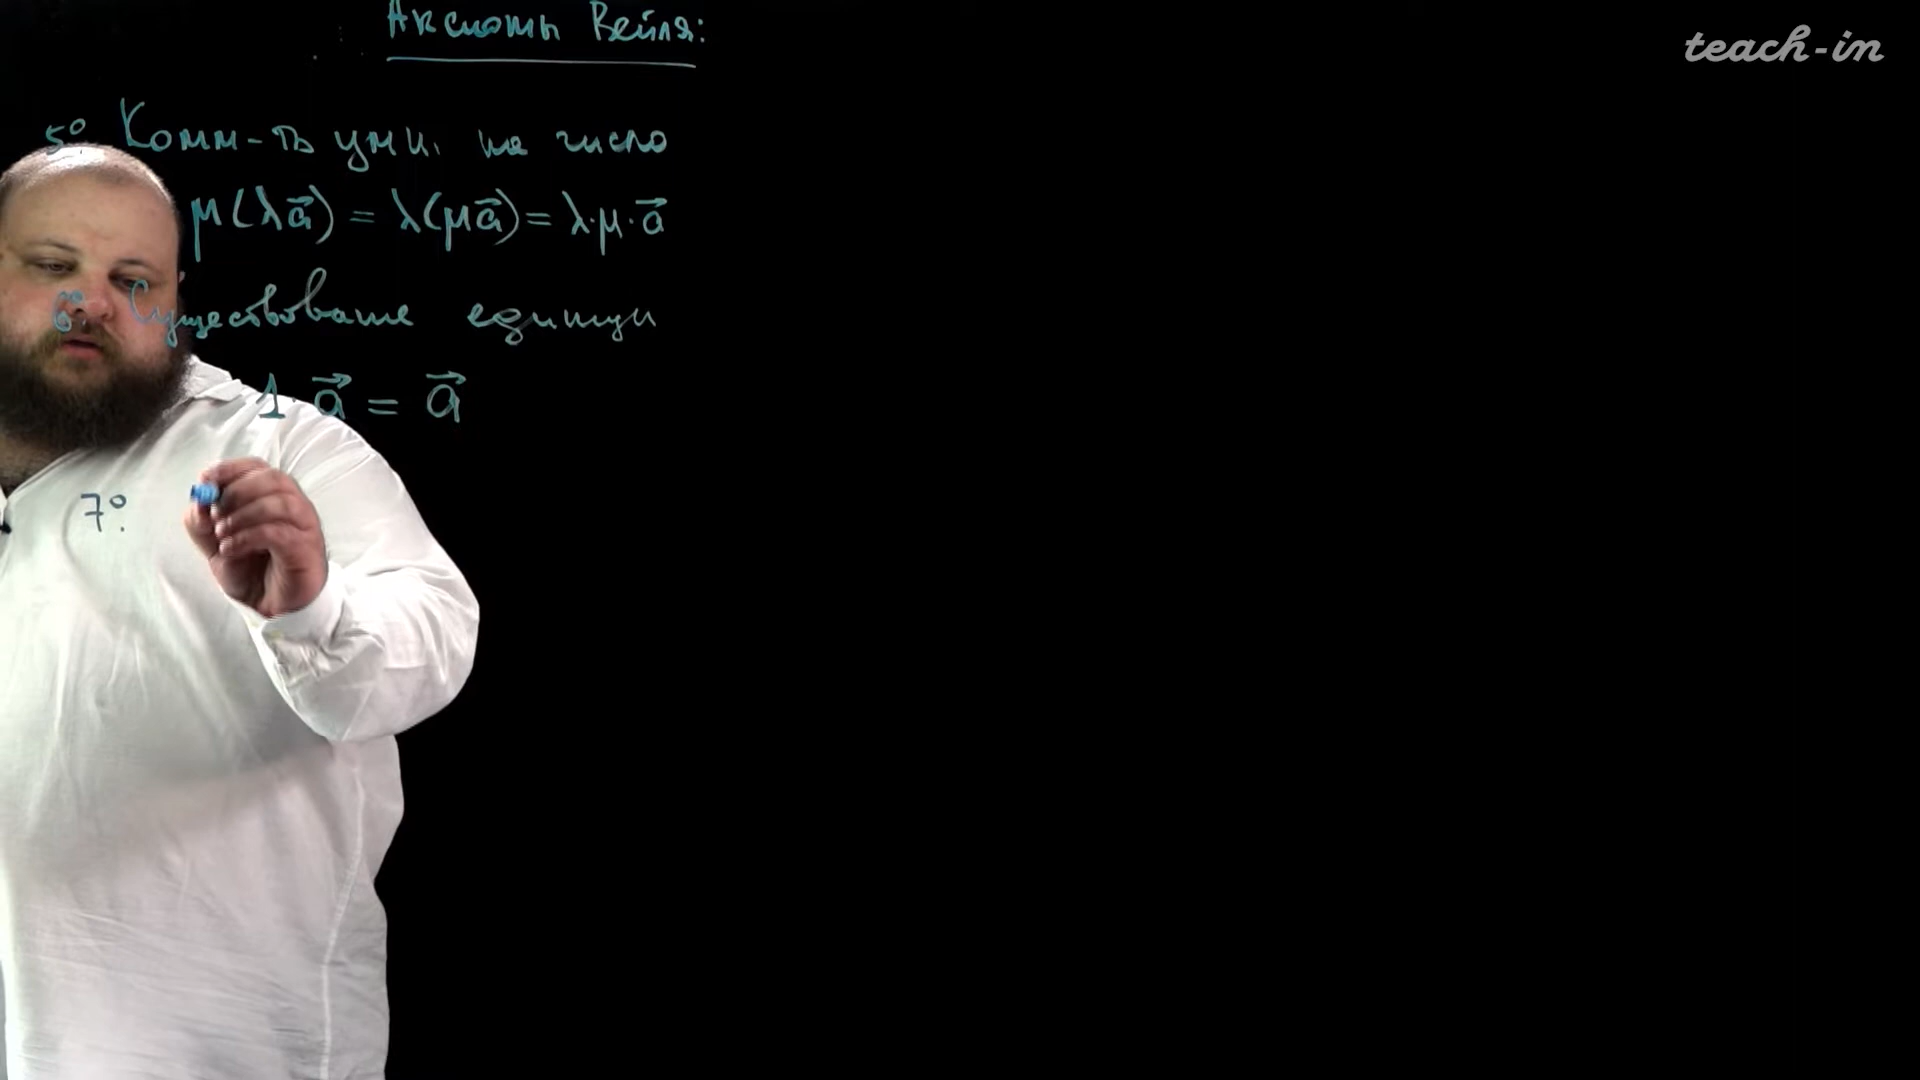 Аксиомы Вейля:
teach-in
5° Комм-ть умн. на число
μ(λa⃗) = λ(μa⃗) = λ·μ·a⃗
6° Существование единицы
1·a⃗ = a⃗
7°.